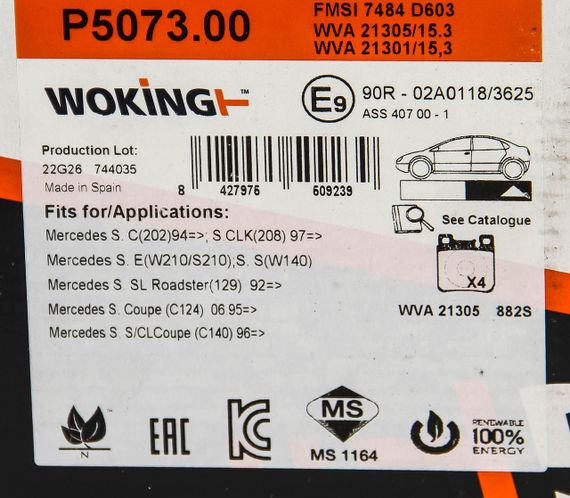 P5073.00
FMSI 7484 D603
WVA 21305/15.3
WVA 21301/15,3
WOKING™
E9
90R - 02A0118/3625
ASS 407 00 - 1
Production Lot:
22G26 744035
Made in Spain
8 427976 509239
Fits for/Applications:
See Catalogue
Mercedes S. C(202)94=>; S.CLK(208) 97=>
Mercedes S. E(W210/S210);S. S(W140)
Mercedes S. SL Roadster(129) 92=>
X4
Mercedes S. Coupe (C124) 06.95=>
WVA 21305 882S
Mercedes S. S/CLCoupe (C140) 96=>
N
EAC
KC
MS
MS 1164
RENEWABLE
100%
ENERGY